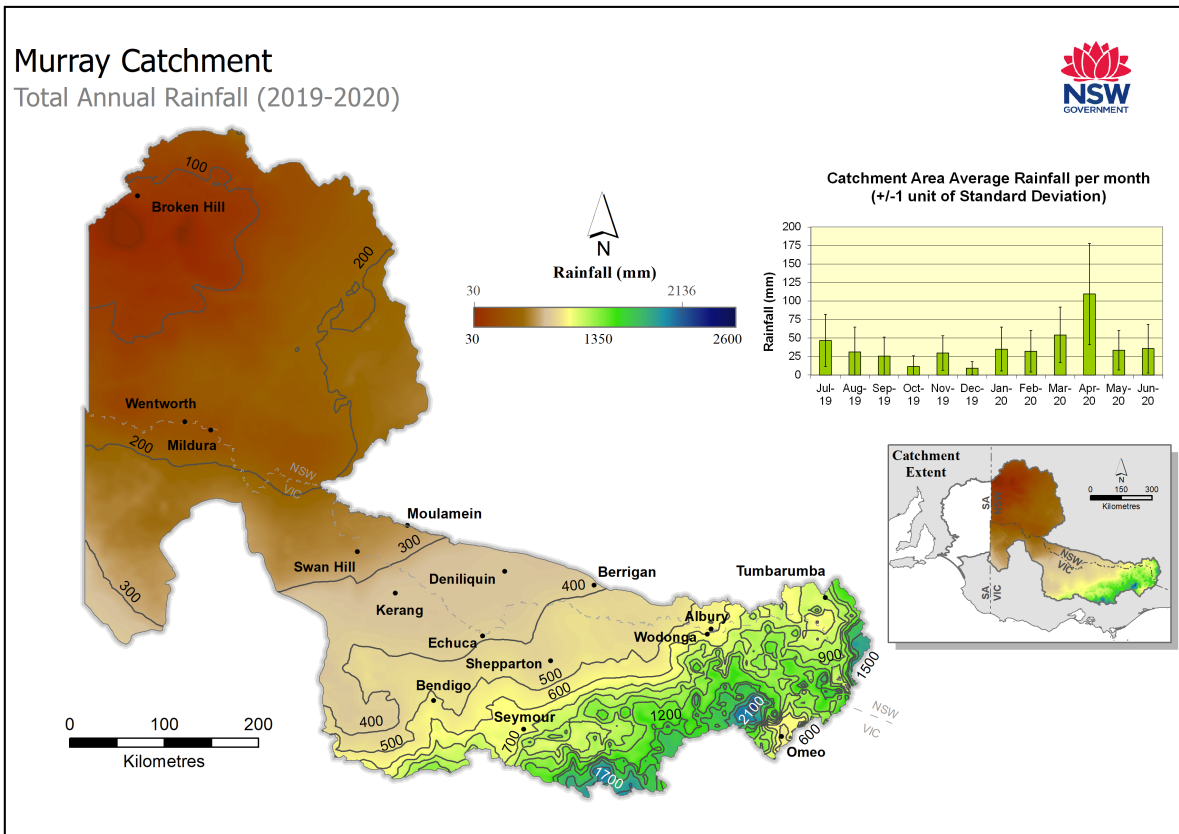 Murray Catchment
Total Annual Rainfall (2019-2020)
NSW
GOVERNMENT
100
Broken Hill
200
Wentworth
Mildura
200
NSW
VIC
Moulamein
300
Swan Hill
300
Deniliquin
Berrigan
400
Kerang
Tumbarumba
Echuca
Albury
Wodonga
Shepparton
500
600
900
1500
Bendigo
400
500
Seymour
700
1200
2100
600
NSW
VIC
Omeo
1700
0 100 200
Kilometres
N
Rainfall (mm)
30 2136
30 1350 2600
Catchment Area Average Rainfall per month
(+/-1 unit of Standard Deviation)
Rainfall (mm)
200
175
150
125
100
75
50
25
0
Jul-19 Aug-19 Sep-19 Oct-19 Nov-19 Dec-19 Jan-20 Feb-20 Mar-20 Apr-20 May-20 Jun-20
Catchment
Extent
N
0 150 300
Kilometres
SA
NSW
NSW
VIC
SA
VIC